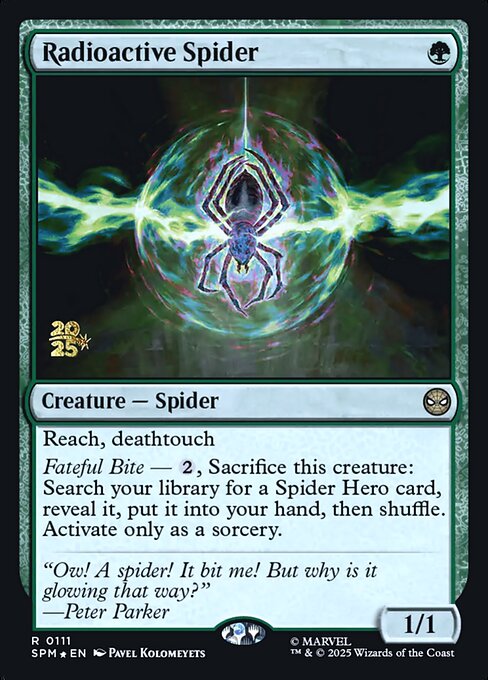 Radioactive Spider
20
25
Creature — Spider
Reach, deathtouch
Fateful Bite — 2, Sacrifice this creature:
Search your library for a Spider Hero card,
reveal it, put it into your hand, then shuffle.
Activate only as a sorcery.
“Ow! A spider! It bit me! But why is it
glowing that way?”
—Peter Parker
1/1
R 0111
SPM★EN Pavel Kolomeyets
© MARVEL
™ & © 2025 Wizards of the Coast